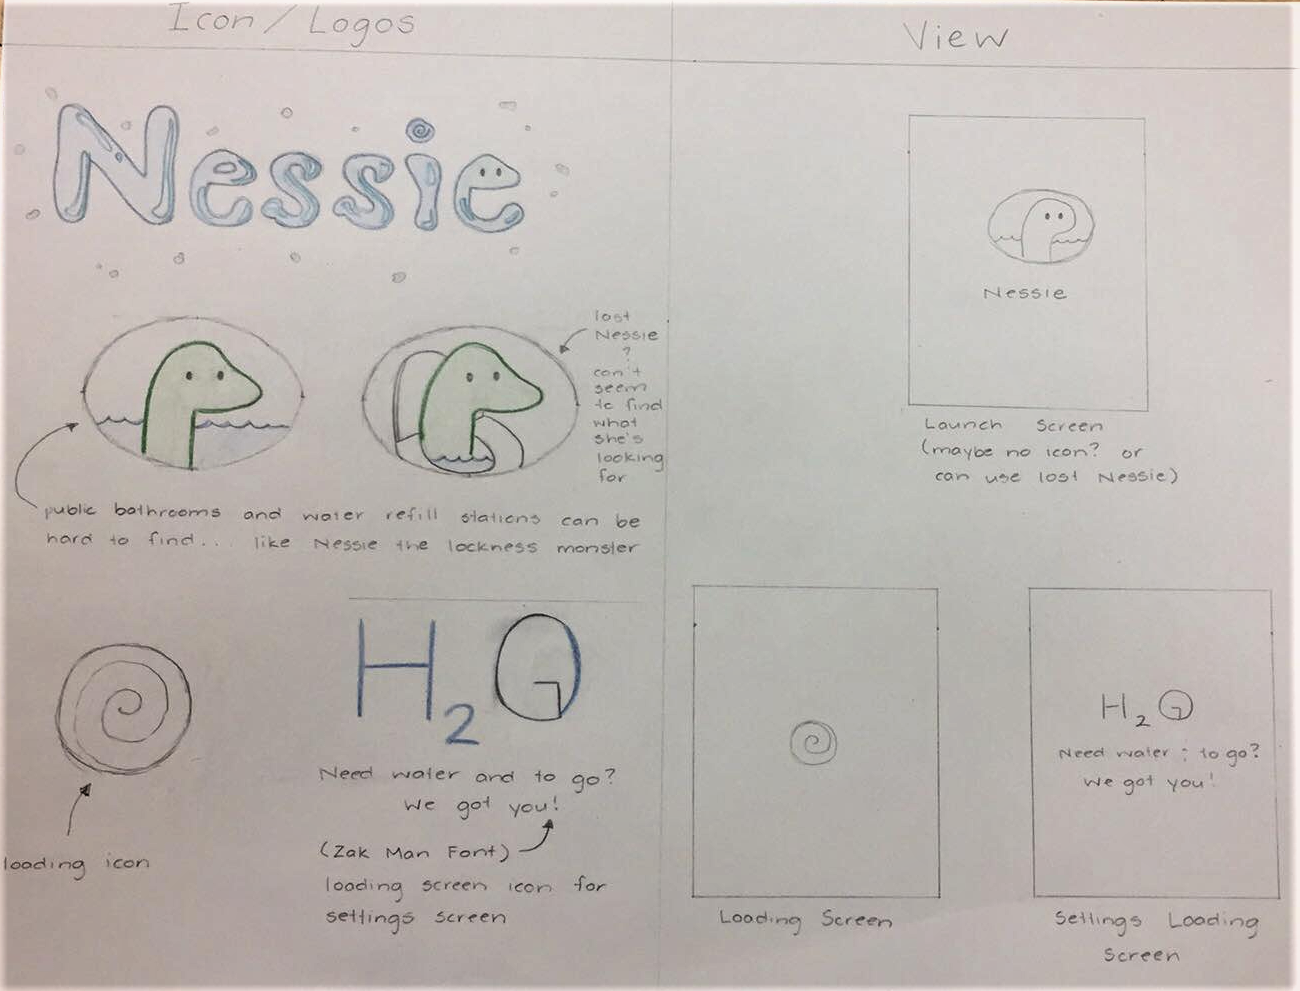 Icon / Logos
View
Nessie
lost
Nessie
?
can't
seem
to find
what
she's
looking
for
public bathrooms and water refill stations can be
hard to find... like Nessie the lockness monster
H2G
Need water and to go?
We got you!
(Zak Man Font)
loading screen icon for
settings screen
loading icon
Nessie
Launch Screen
(maybe no icon? or
can use lost Nessie)
Loading Screen
H2G
Need water ; to go?
We got you!
Settings Loading
Screen